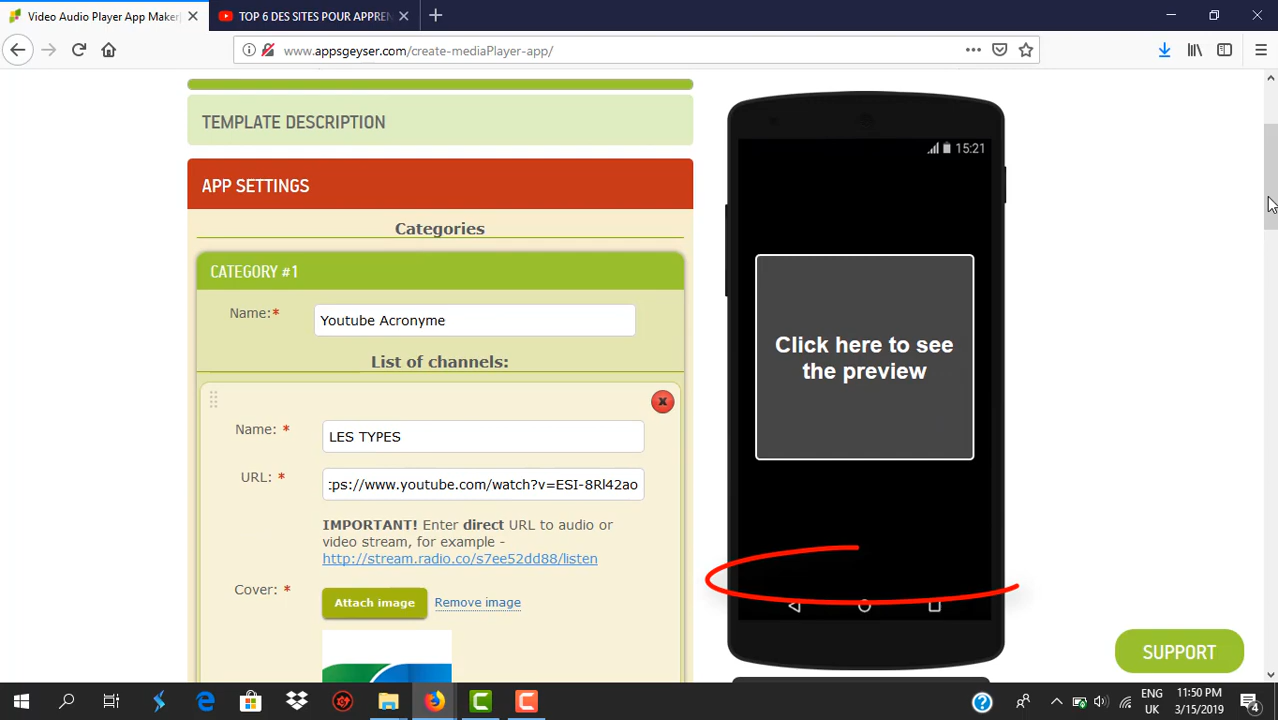 Video Audio Player App Maker
TOP 6 DES SITES POUR APPREN
www.appsgeyser.com/create-mediaPlayer-app/
TEMPLATE DESCRIPTION
APP SETTINGS
Categories
CATEGORY #1
Name:*
Youtube Acronyme
List of channels:
Name: *
LES TYPES
URL: *
:ps://www.youtube.com/watch?v=ESI-8Rl42ao
IMPORTANT! Enter direct URL to audio or
video stream, for example -
http://stream.radio.co/s7ee52dd88/listen
Cover: *
Attach image
Remove image
15:21
Click here to see
the preview
SUPPORT
ENG
UK
11:50 PM
3/15/2019
4